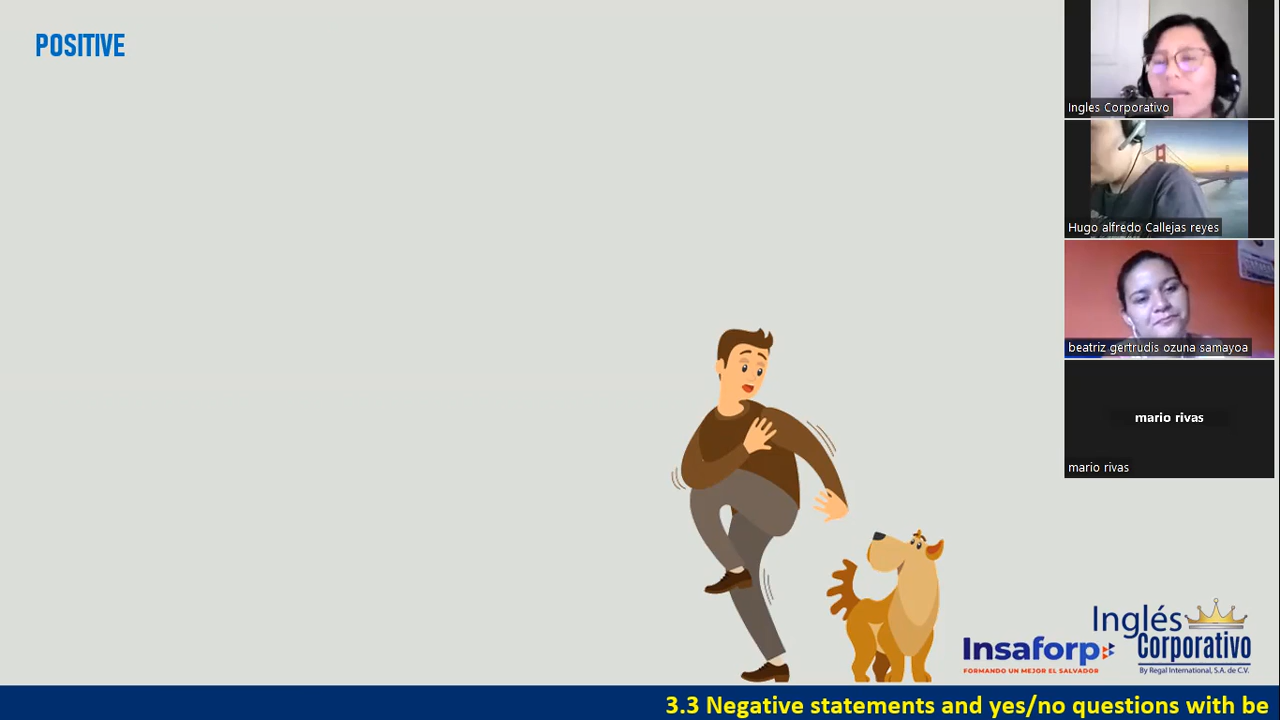 POSITIVE
Ingles Corporativo
Hugo alfredo Callejas reyes
beatriz gertrudis ozuna samayoa
mario rivas
mario rivas
Inglés
Corporativo
By Regal International, S.A. de C.V.
Insaforp
FORMANDO UN MEJOR EL SALVADOR
3.3 Negative statements and yes/no questions with be